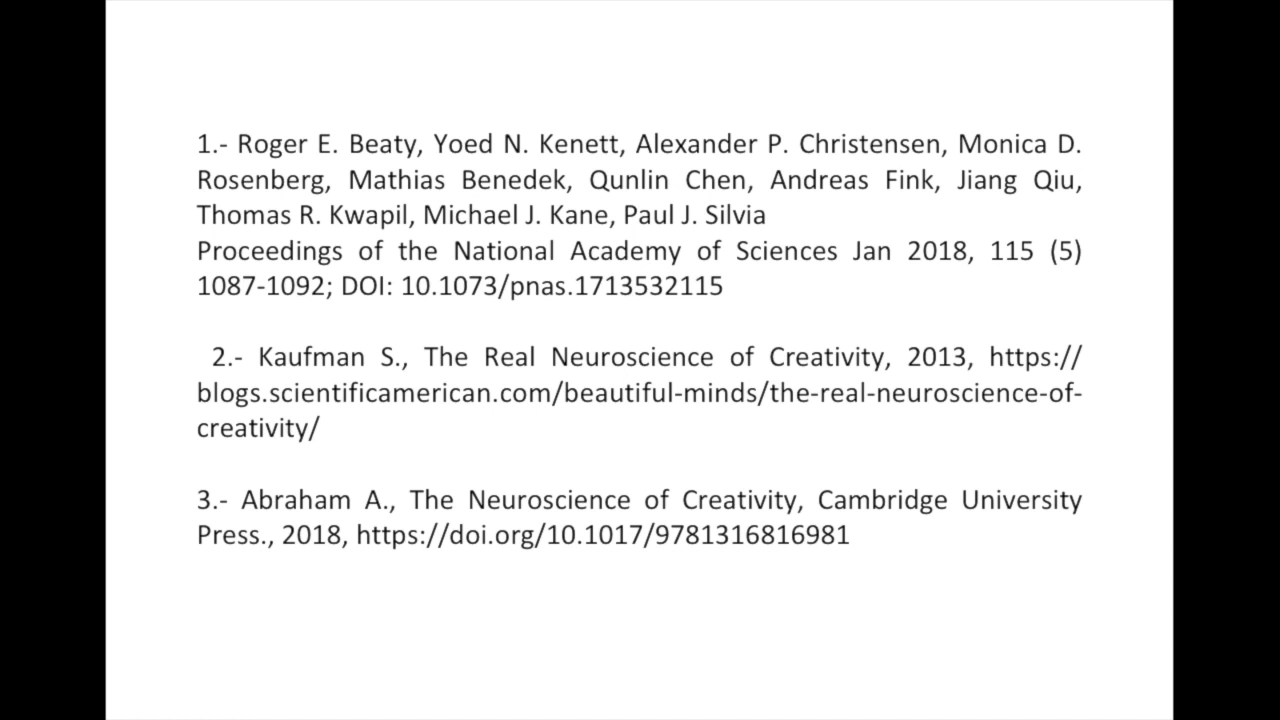 1.- Roger E. Beaty, Yoed N. Kenett, Alexander P. Christensen, Monica D.
Rosenberg, Mathias Benedek, Qunlin Chen, Andreas Fink, Jiang Qiu,
Thomas R. Kwapil, Michael J. Kane, Paul J. Silvia
Proceedings of the National Academy of Sciences Jan 2018, 115 (5)
1087-1092; DOI: 10.1073/pnas.1713532115
2.- Kaufman S., The Real Neuroscience of Creativity, 2013, https://
blogs.scientificamerican.com/beautiful-minds/the-real-neuroscience-of-
creativity/
3.- Abraham A., The Neuroscience of Creativity, Cambridge University
Press., 2018, https://doi.org/10.1017/9781316816981